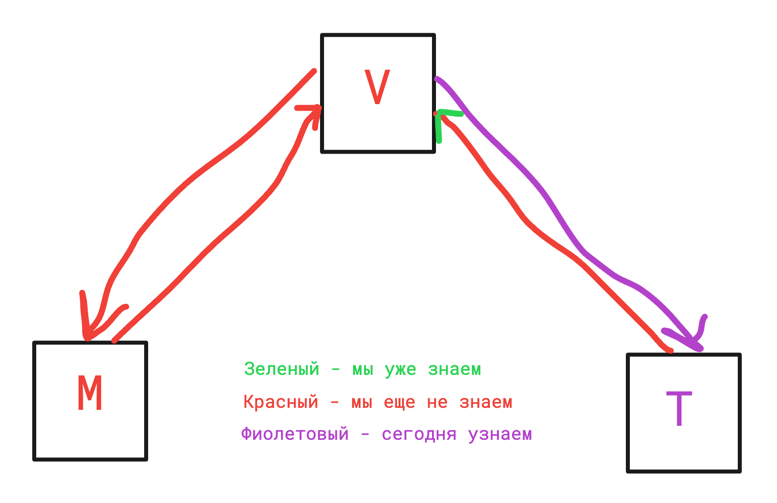 V
M
T
Зеленый - мы уже знаем
Красный - мы еще не знаем
Фиолетовый - сегодня узнаем